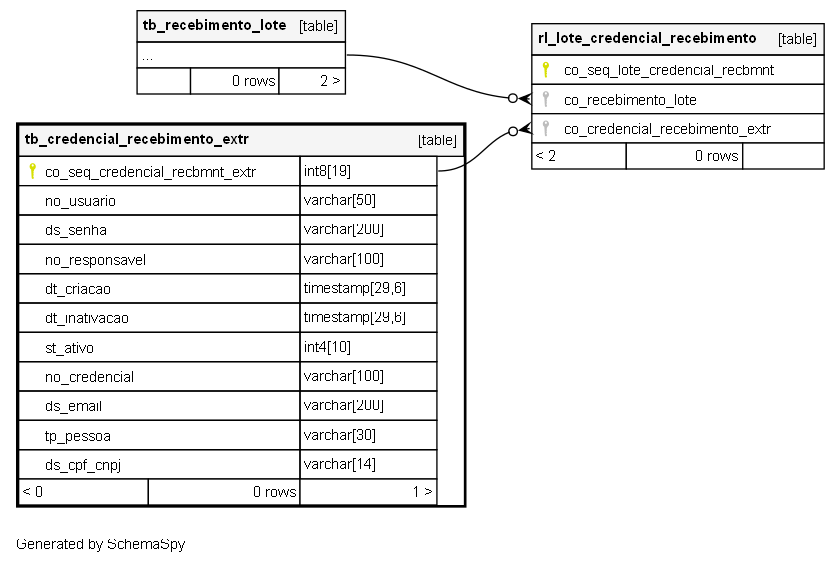 tb_recebimento_lote [table]
...
0 rows 2 >
rl_lote_credencial_recebimento [table]
co_seq_lote_credencial_recbmnt
co_recebimento_lote
co_credencial_recebimento_extr
< 2 0 rows
tb_credencial_recebimento_extr [table]
co_seq_credencial_recbmnt_extr int8[19]
no_usuario varchar[50]
ds_senha varchar[200]
no_responsavel varchar[100]
dt_criacao timestamp[29,6]
dt_inativacao timestamp[29,6]
st_ativo int4[10]
no_credencial varchar[100]
ds_email varchar[200]
tp_pessoa varchar[30]
ds_cpf_cnpj varchar[14]
< 0 0 rows 1 >
Generated by SchemaSpy